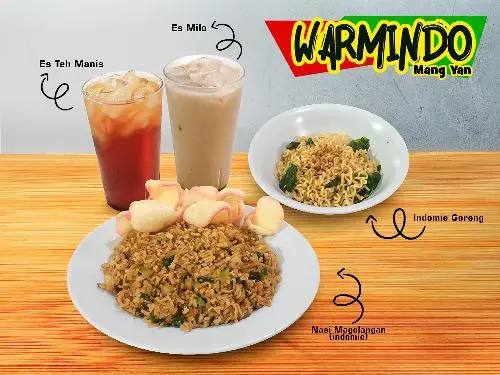 Es Milo
WARMINDO
Mang Yan
Es Teh Manis
Indomie Goreng
Nasi Magelangan
(indomie)